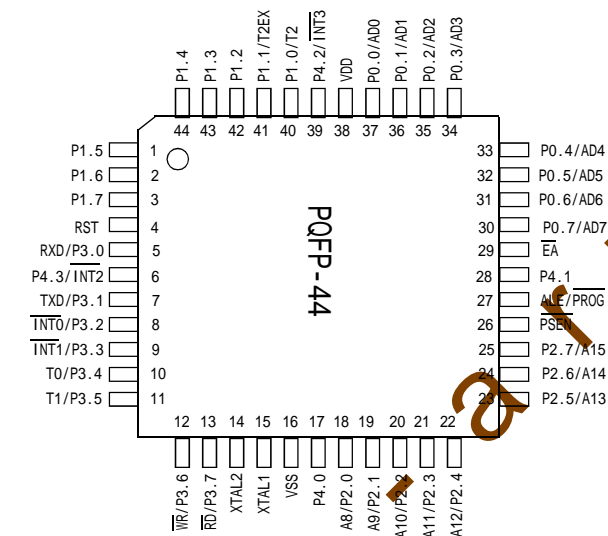 P1.4
P1.3
P1.2
P1.1/T2EX
P1.0/T2
P4.2/INT3
VDD
P0.0/AD0
P0.1/AD1
P0.2/AD2
P0.3/AD3
44 43 42 41 40 39 38 37 36 35 34
P1.5 1
P1.6 2
P1.7 3
RST 4
RXD/P3.0 5
P4.3/INT2 6
TXD/P3.1 7
INT0/P3.2 8
INT1/P3.3 9
T0/P3.4 10
T1/P3.5 11
PQFP-44
33 P0.4/AD4
32 P0.5/AD5
31 P0.6/AD6
30 P0.7/AD7
29 EA
28 P4.1
27 ALE/PROG
26 PSEN
25 P2.7/A15
24 P2.6/A14
23 P2.5/A13
12 13 14 15 16 17 18 19 20 21 22
WR/P3.6
RD/P3.7
XTAL2
XTAL1
VSS
P4.0
A8/P2.0
A9/P2.1
A10/P2.2
A11/P2.3
A12/P2.4